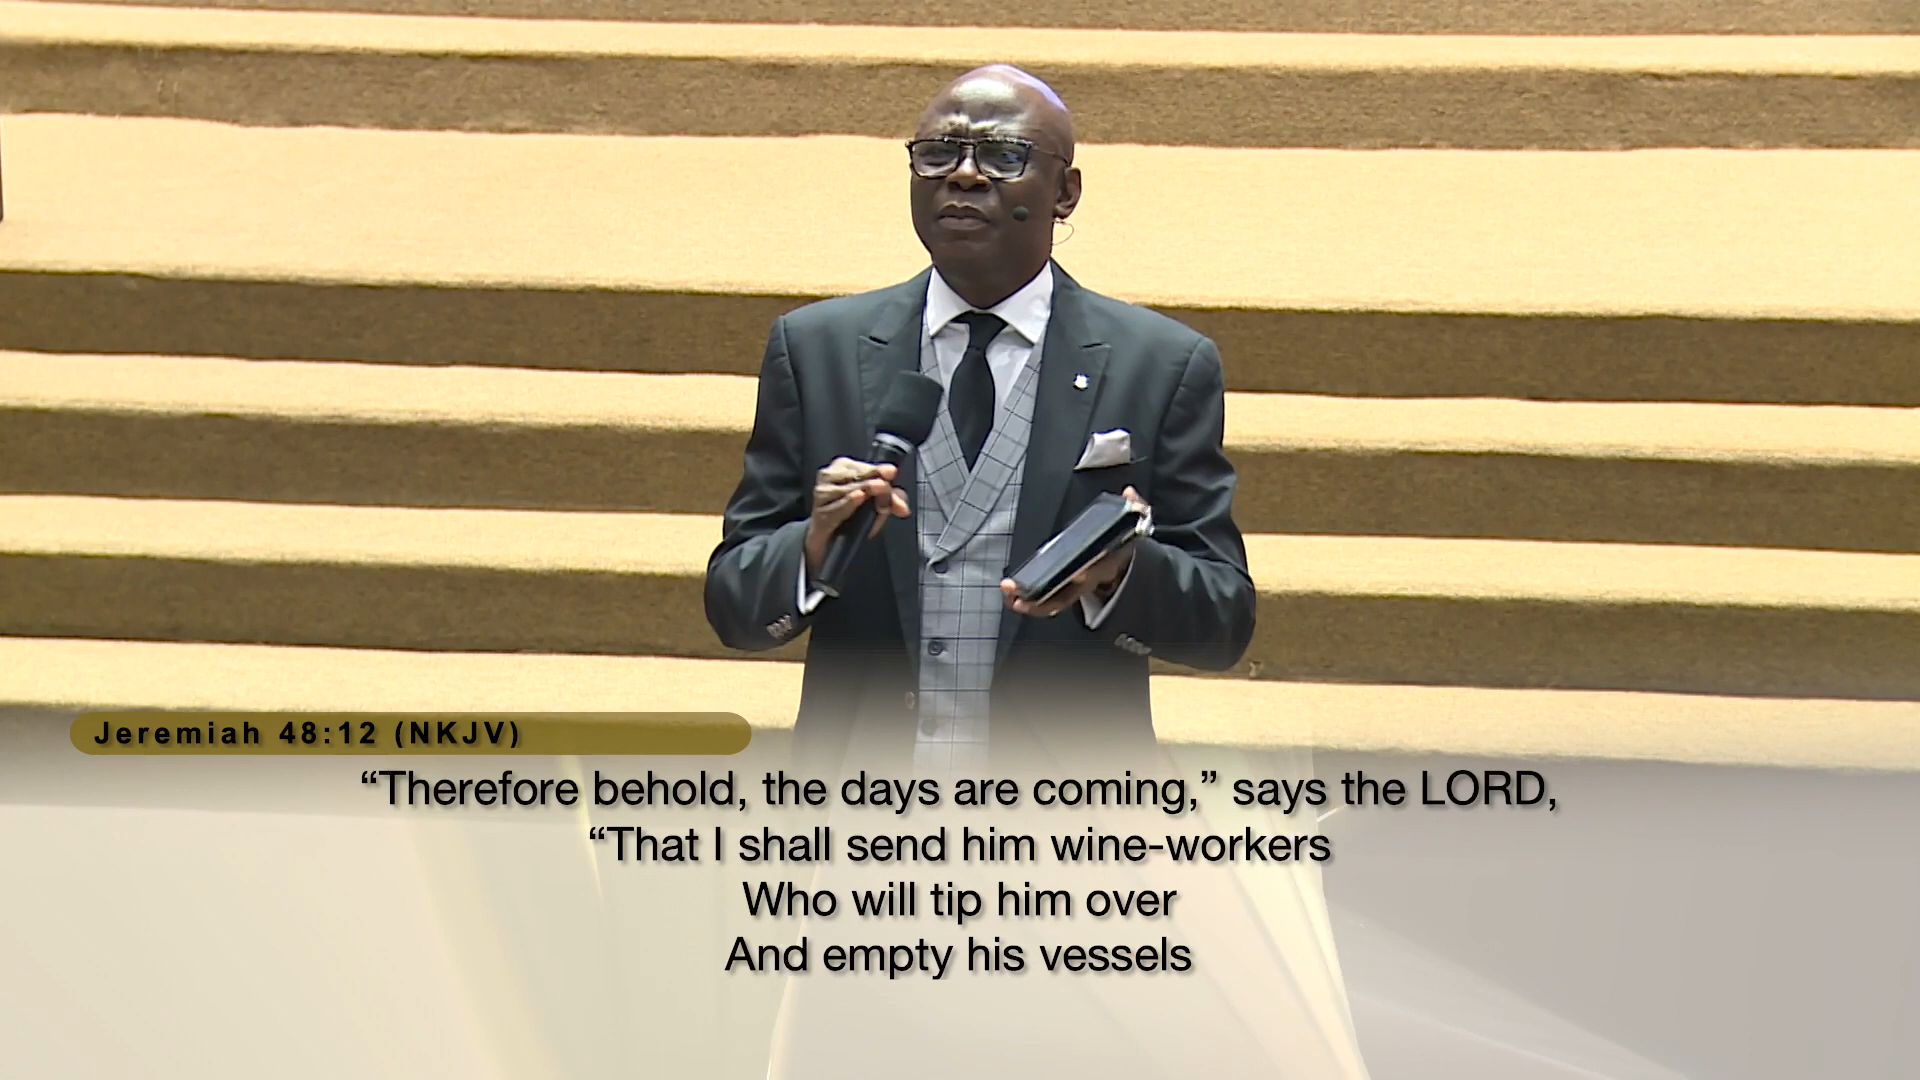 Jeremiah 48:12 (NKJV)
“Therefore behold, the days are coming,” says the LORD,
“That I shall send him wine-workers
Who will tip him over
And empty his vessels